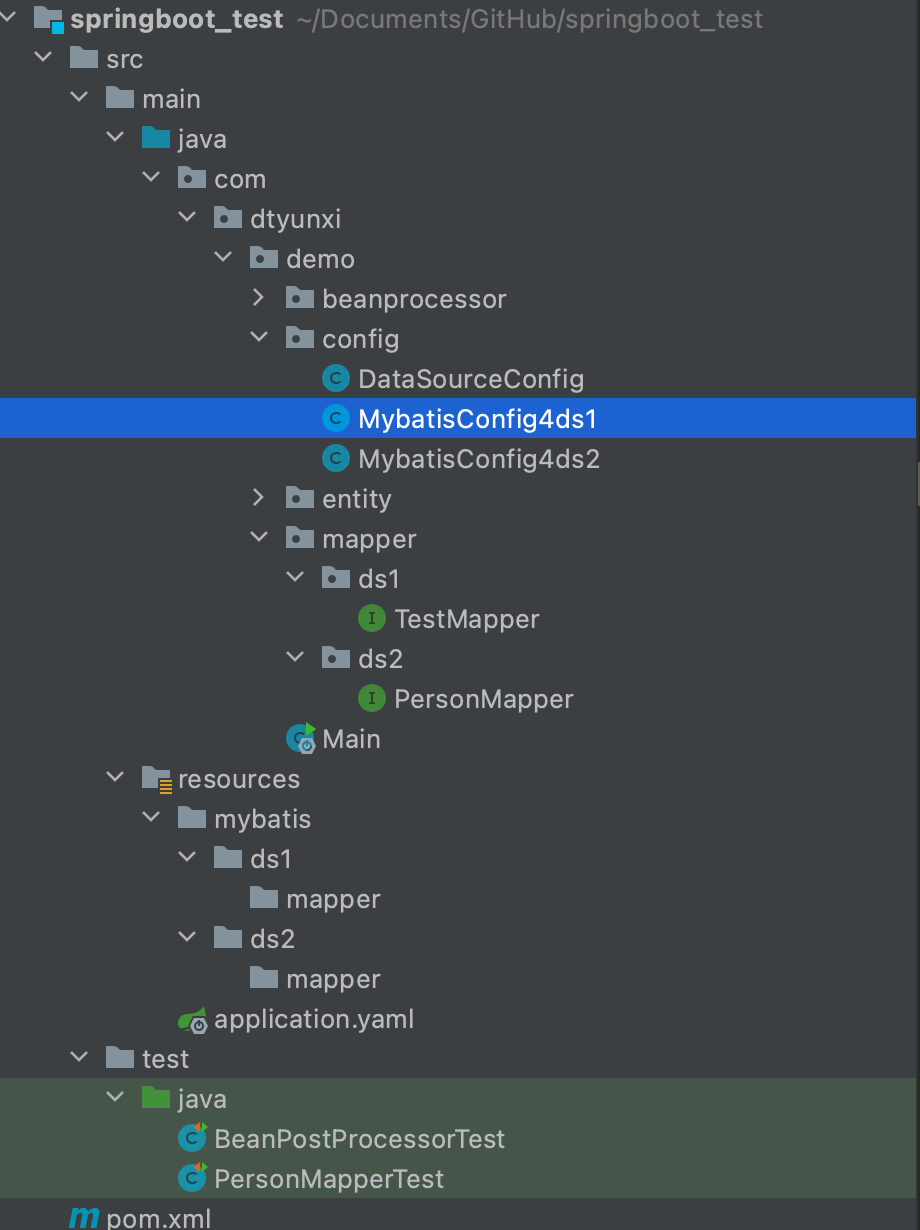 springboot_test ~/Documents/GitHub/springboot_test
src
main
java
com
dtyunxi
demo
beanprocessor
config
DataSourceConfig
MybatisConfig4ds1
MybatisConfig4ds2
entity
mapper
ds1
TestMapper
ds2
PersonMapper
Main
resources
mybatis
ds1
mapper
ds2
mapper
application.yaml
test
java
BeanPostProcessorTest
PersonMapperTest
pom.xml